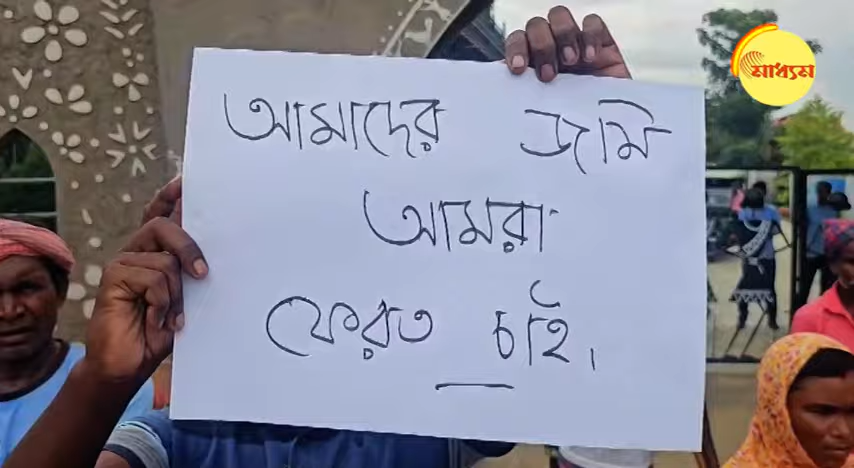 মাধ্যম
আমাদের জমি
আমরা
ফেরত চাই।